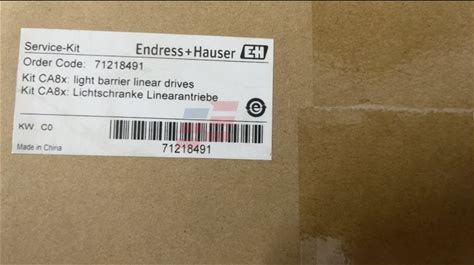 Service-Kit
Endress+Hauser EH
Order Code: 71218491
Kit CA8x: light barrier linear drives
Kit CA8x: Lichtschranke Linearantriebe
KW C0
Made in China
71218491